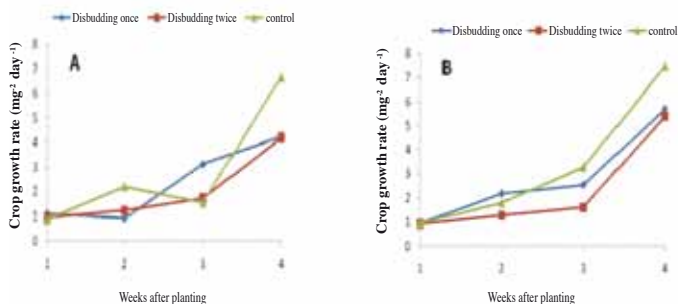 Disbudding once Disbudding twice control
A
Crop growth rate (mg⁻² day⁻¹)
8
7
6
5
4
3
2
1
0
1 2 3 4
Weeks after planting
Disbudding once Disbudding twice control
B
Crop growth rate (mg⁻² day⁻¹)
8
7
6
5
4
3
2
1
0
1 2 3 4
Weeks after planting